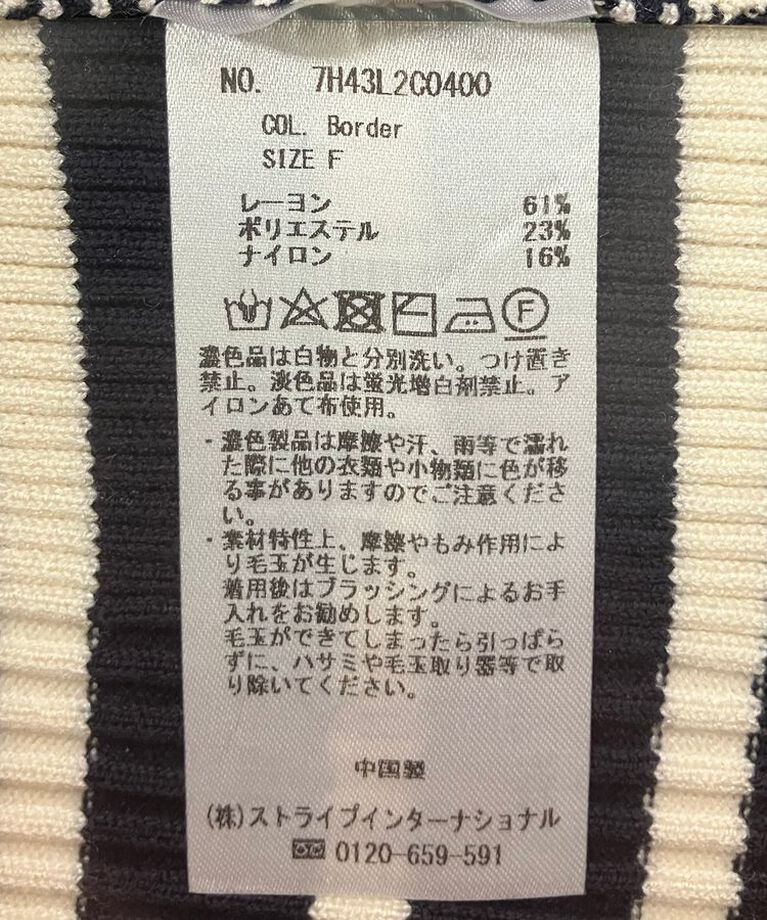 NO. 7H43L2C0400
COL. Border
SIZE F
レーヨン 61%
ポリエステル 23%
ナイロン 16%
F
濃色品は白物と分別洗い。つけ置き
禁止。淡色品は蛍光増白剤禁止。ア
イロンあて布使用。
・濃色製品は摩擦や汗、雨等で濡れ
た際に他の衣類や小物類に色が移
る事がありますのでご注意くださ
い。
・素材特性上、摩擦やもみ作用によ
り毛玉が生じます。
着用後はブラッシングによるお手
入れをお勧めします。
毛玉ができてしまったら引っぱら
ずに、ハサミや毛玉取り器等で取
り除いてください。
中国製
(株)ストライプインターナショナル
0120-659-591